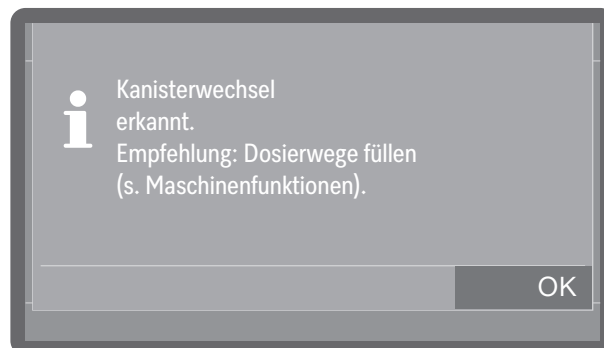 Kanisterwechsel
erkannt.
Empfehlung: Dosierwege füllen
(s. Maschinenfunktionen).
OK